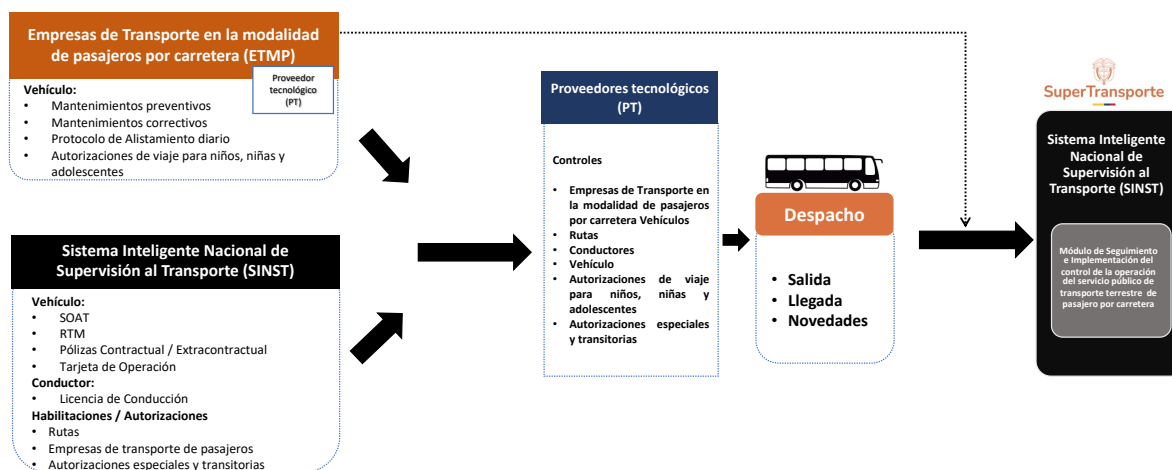 Empresas de Transporte en la modalidad
de pasajeros por carretera (ETMP)
Proveedor
tecnológico
(PT)
Vehículo:
• Mantenimientos preventivos
• Mantenimientos correctivos
• Protocolo de Alistamiento diario
• Autorizaciones de viaje para niños, niñas y
adolescentes
Sistema Inteligente Nacional de
Supervisión al Transporte (SINST)
Vehículo:
• SOAT
• RTM
• Pólizas Contractual / Extracontractual
• Tarjeta de Operación
Conductor:
• Licencia de Conducción
Habilitaciones / Autorizaciones
• Rutas
• Empresas de transporte de pasajeros
• Autorizaciones especiales y transitorias
Proveedores tecnológicos
(PT)
Controles
• Empresas de Transporte en
la modalidad de pasajeros
por carretera Vehículos
• Rutas
• Conductores
• Vehículo
• Autorizaciones de viaje
para niños, niñas y
adolescentes
• Autorizaciones especiales
y transitorias
Despacho
• Salida
• Llegada
• Novedades
SuperTransporte
Sistema Inteligente
Nacional de
Supervisión al
Transporte (SINST)
Módulo de Seguimiento
e Implementación del
control de la operación
del servicio público de
transporte terrestre de
pasajero por carretera